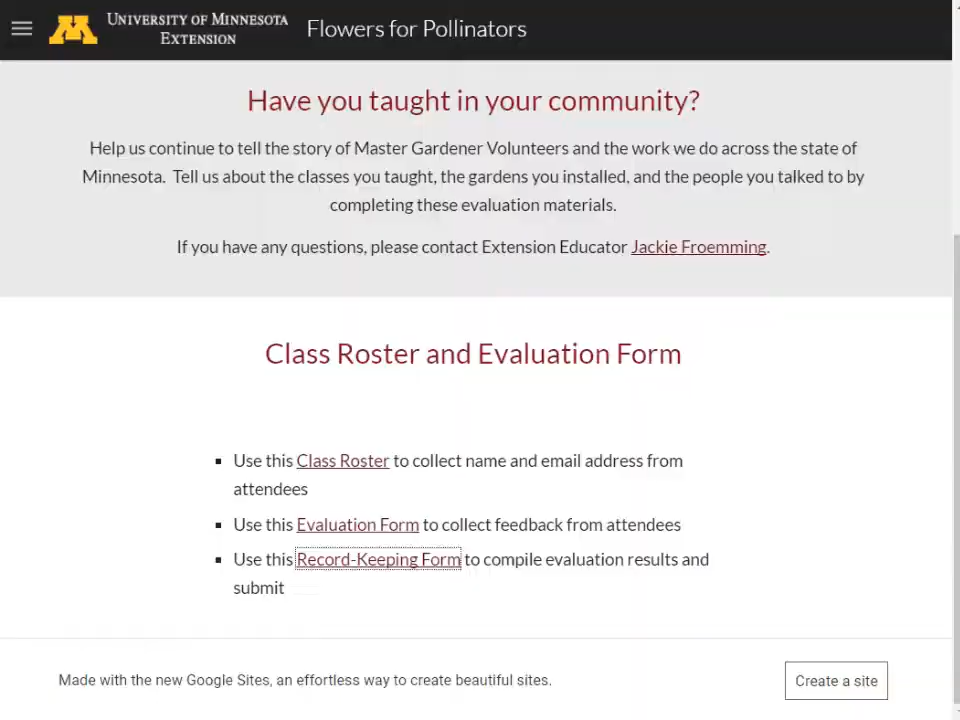 UNIVERSITY OF MINNESOTA
EXTENSION
Flowers for Pollinators
Have you taught in your community?
Help us continue to tell the story of Master Gardener Volunteers and the work we do across the state of
Minnesota. Tell us about the classes you taught, the gardens you installed, and the people you talked to by
completing these evaluation materials.
If you have any questions, please contact Extension Educator Jackie Froemming.
Class Roster and Evaluation Form
▪ Use this Class Roster to collect name and email address from
attendees
▪ Use this Evaluation Form to collect feedback from attendees
▪ Use this Record-Keeping Form to compile evaluation results and
submit
Made with the new Google Sites, an effortless way to create beautiful sites.
Create a site